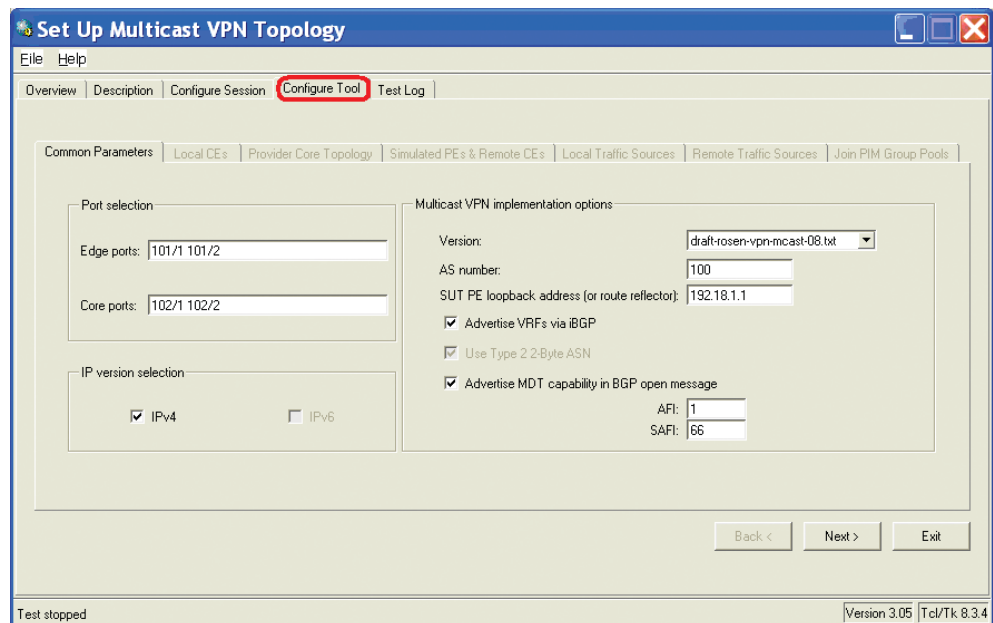 Set Up Multicast VPN Topology
File Help
Overview Description Configure Session Configure Tool Test Log
Common Parameters Local CEs Provider Core Topology Simulated PEs & Remote CEs Local Traffic Sources Remote Traffic Sources Join PIM Group Pools
Port selection
Edge ports: 101/1 101/2
Core ports: 102/1 102/2
IP version selection
IPv4 IPv6
Multicast VPN implementation options
Version: draft-rosen-vpn-mcast-08.txt
AS number: 100
SUT PE loopback address (or route reflector): 192.18.1.1
Advertise VRFs via iBGP
Use Type 2 2-Byte ASN
Advertise MDT capability in BGP open message
AFI: 1
SAFI: 66
Back < Next > Exit
Test stopped Version 3.05 Tcl/Tk 8.3.4